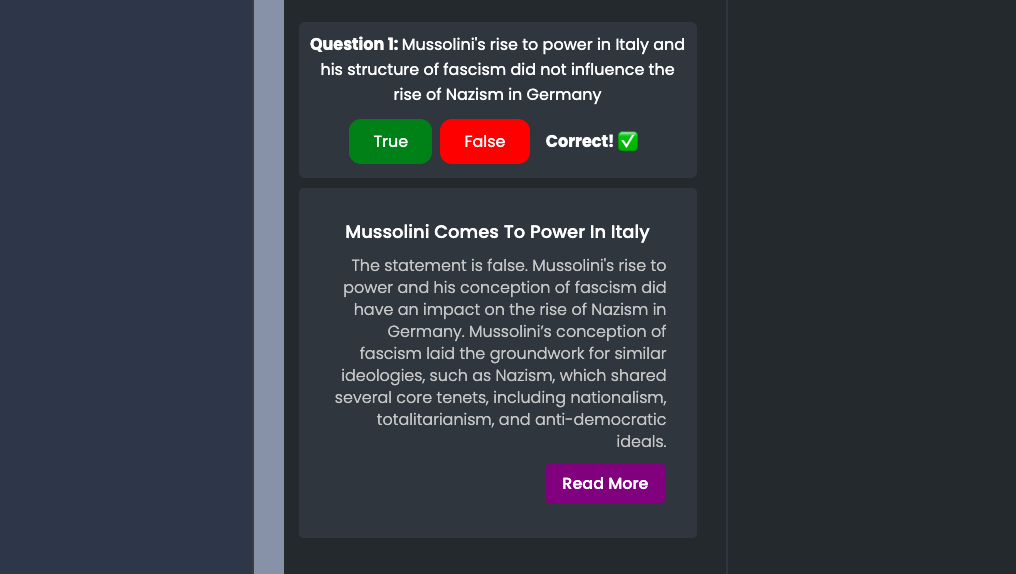 Question 1: Mussolini's rise to power in Italy and
his structure of fascism did not influence the
rise of Nazism in Germany
True False Correct! ✅
Mussolini Comes To Power In Italy
The statement is false. Mussolini's rise to
power and his conception of fascism did
have an impact on the rise of Nazism in
Germany. Mussolini‘s conception of
fascism laid the groundwork for similar
ideologies, such as Nazism, which shared
several core tenets, including nationalism,
totalitarianism, and anti-democratic
ideals.
Read More